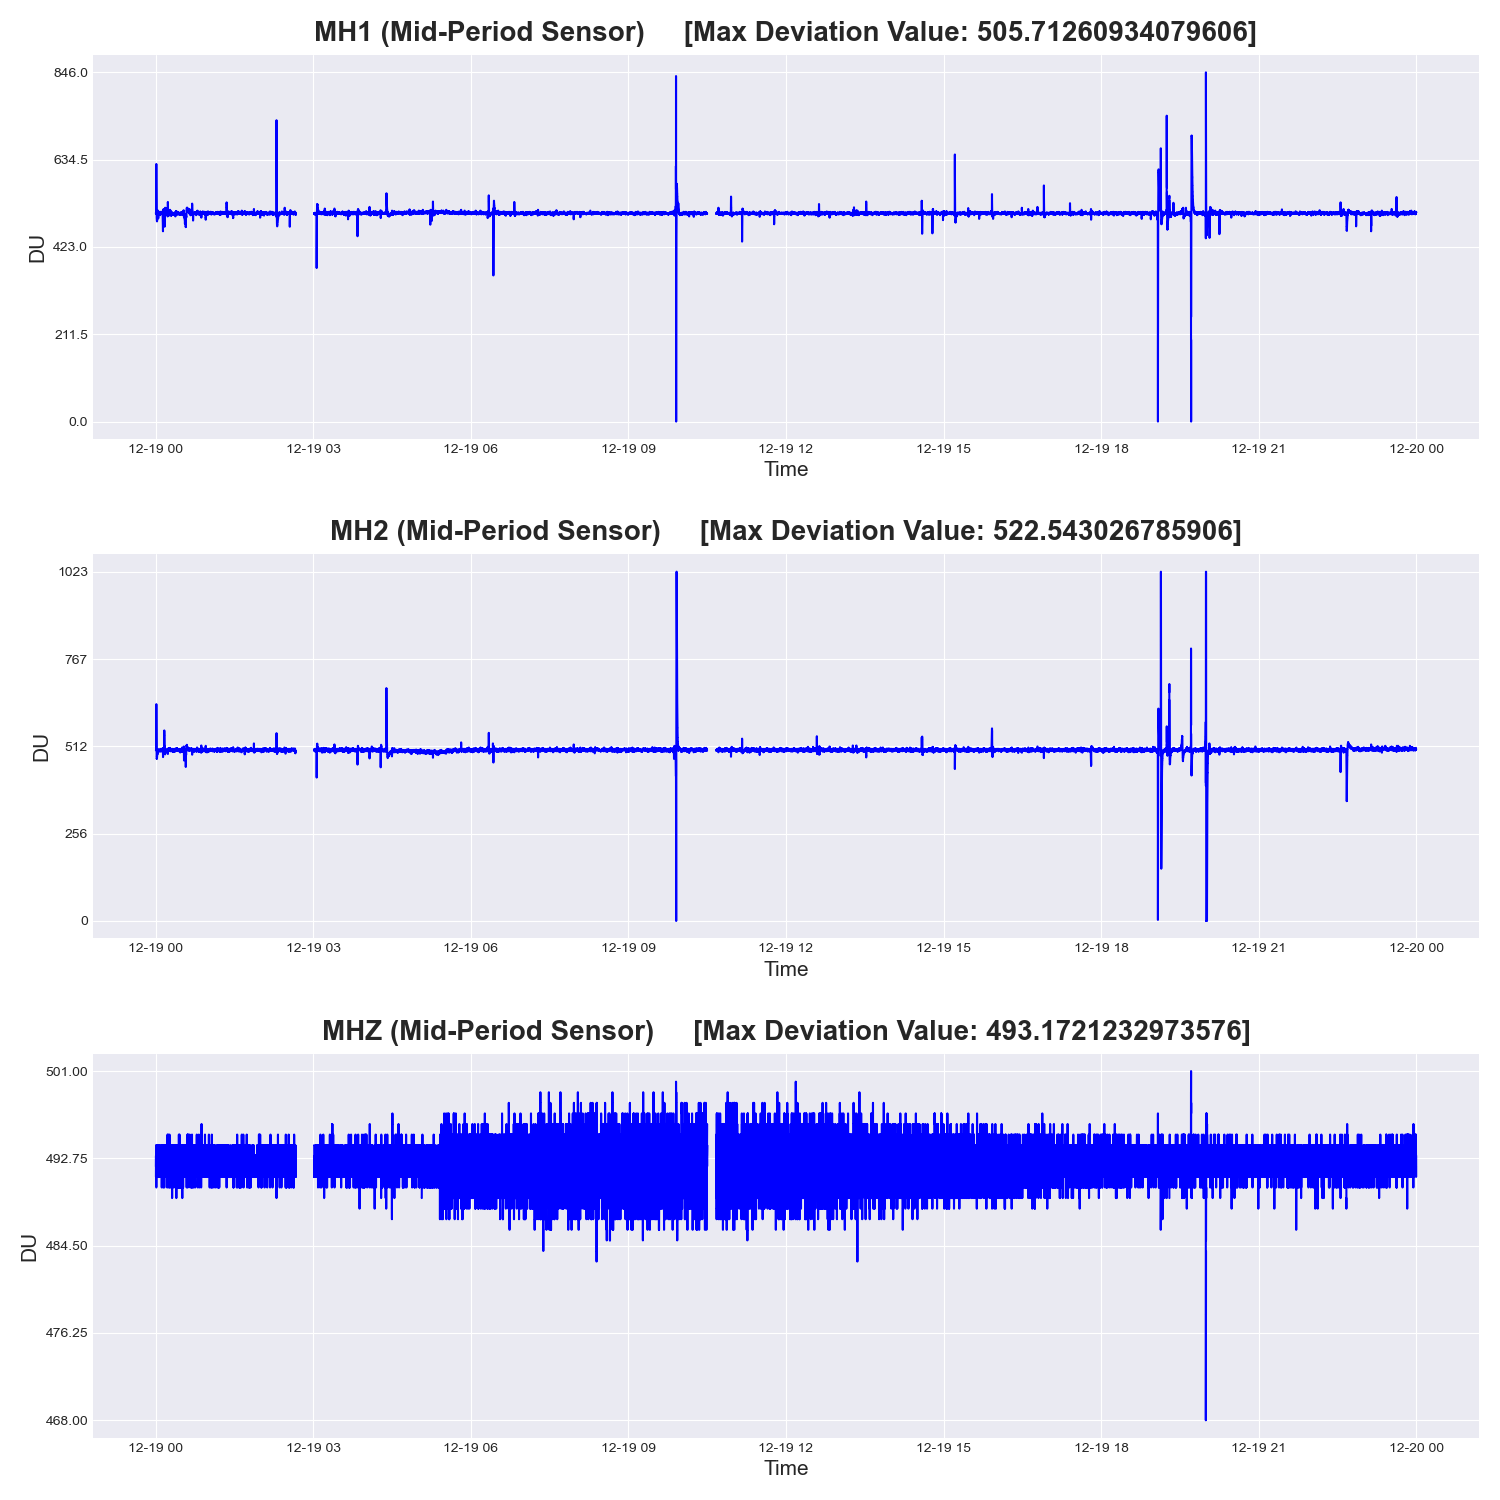 MH1 (Mid-Period Sensor) [Max Deviation Value: 505.71260934079606]
846.0
634.5
423.0
211.5
0.0
DU
12-19 00 12-19 03 12-19 06 12-19 09 12-19 12 12-19 15 12-19 18 12-19 21 12-20 00
Time
MH2 (Mid-Period Sensor) [Max Deviation Value: 522.543026785906]
1023
767
512
256
0
DU
12-19 00 12-19 03 12-19 06 12-19 09 12-19 12 12-19 15 12-19 18 12-19 21 12-20 00
Time
MHZ (Mid-Period Sensor) [Max Deviation Value: 493.1721232973576]
501.00
492.75
484.50
476.25
468.00
DU
12-19 00 12-19 03 12-19 06 12-19 09 12-19 12 12-19 15 12-19 18 12-19 21 12-20 00
Time